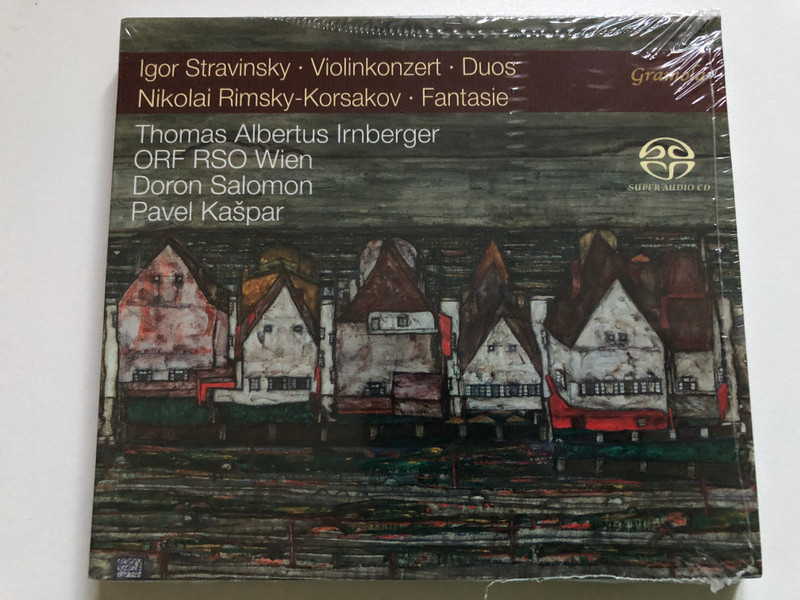 Igor Stravinsky · Violinkonzert · Duos
Nikolai Rimsky-Korsakov · Fantasie
Gramola
Thomas Albertus Irnberger
ORF RSO Wien
Doron Salomon
Pavel Kašpar
SUPER AUDIO CD